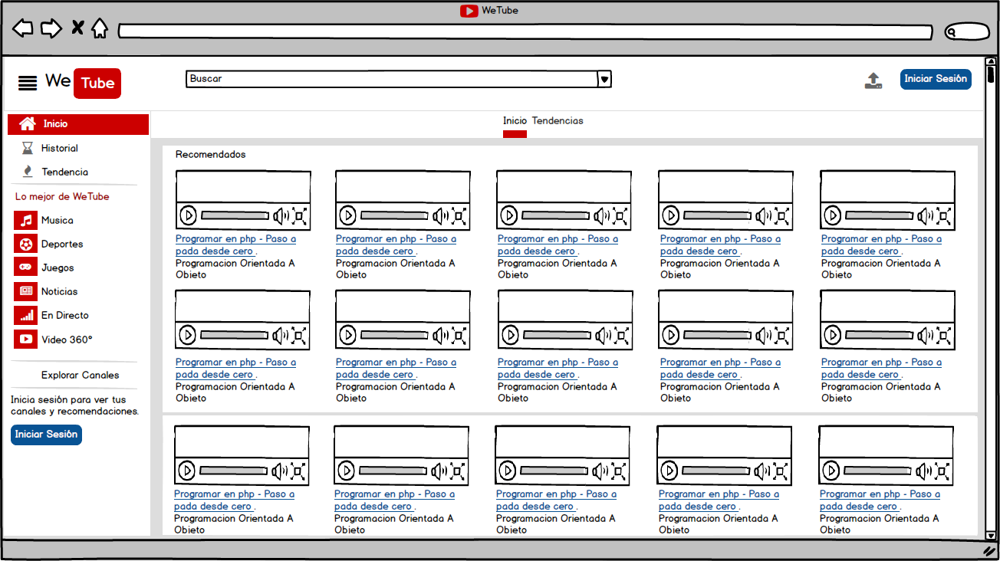 WeTube
We Tube
Buscar
Iniciar Sesión
Inicio
Historial
Tendencia
Lo mejor de WeTube
Musica
Deportes
Juegos
Noticias
En Directo
Video 360°
Explorar Canales
Inicia sesión para ver tus
canales y recomendaciones.
Iniciar Sesión
Inicio Tendencias
Recomendados
Programar en php - Paso a
pada desde cero .
Programacion Orientada A
Obieto
Programar en php - Paso a
pada desde cero .
Programacion Orientada A
Obieto
Programar en php - Paso a
pada desde cero .
Programacion Orientada A
Obieto
Programar en php - Paso a
pada desde cero .
Programacion Orientada A
Obieto
Programar en php - Paso a
pada desde cero .
Programacion Orientada A
Obieto
Programar en php - Paso a
pada desde cero .
Programacion Orientada A
Obieto
Programar en php - Paso a
pada desde cero .
Programacion Orientada A
Obieto
Programar en php - Paso a
pada desde cero .
Programacion Orientada A
Obieto
Programar en php - Paso a
pada desde cero .
Programacion Orientada A
Obieto
Programar en php - Paso a
pada desde cero .
Programacion Orientada A
Obieto
Programar en php - Paso a
pada desde cero .
Programacion Orientada A
Obieto
Programar en php - Paso a
pada desde cero .
Programacion Orientada A
Obieto
Programar en php - Paso a
pada desde cero .
Programacion Orientada A
Obieto
Programar en php - Paso a
pada desde cero .
Programacion Orientada A
Obieto
Programar en php - Paso a
pada desde cero .
Programacion Orientada A
Obieto